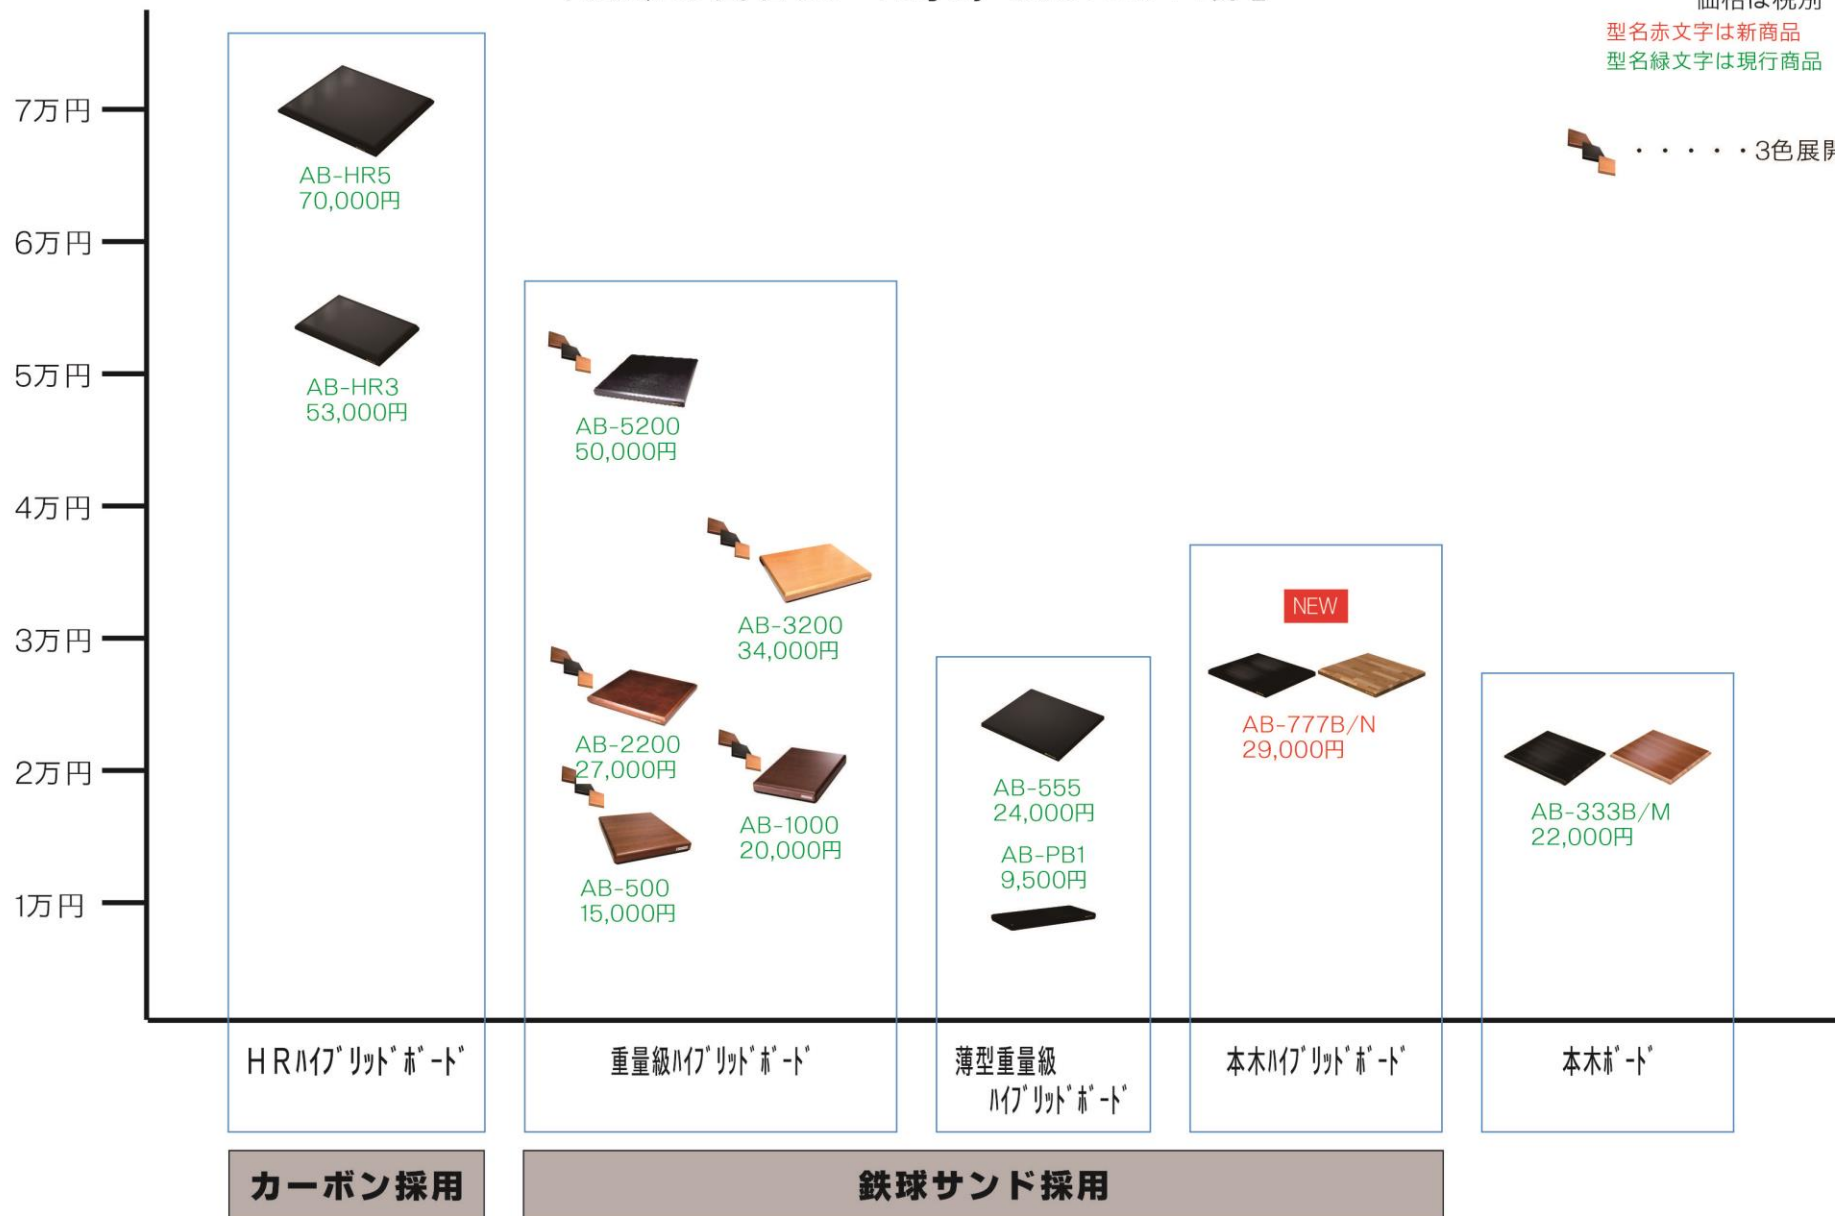 価格は税別
型名赤文字は新商品
型名緑文字は現行商品
・・・・・3色展開
7万円
6万円
5万円
4万円
3万円
2万円
1万円
AB-HR5
70,000円
AB-HR3
53,000円
AB-5200
50,000円
AB-3200
34,000円
AB-2200
27,000円
AB-1000
20,000円
AB-500
15,000円
AB-555
24,000円
AB-PB1
9,500円
NEW
AB-777B/N
29,000円
AB-333B/M
22,000円
ＨＲﾊｲﾌﾞﾘｯﾄﾞﾎﾞｰﾄﾞ
重量級ﾊｲﾌﾞﾘｯﾄﾞﾎﾞｰﾄﾞ
薄型重量級
ﾊｲﾌﾞﾘｯﾄﾞﾎﾞｰﾄﾞ
本木ﾊｲﾌﾞﾘｯﾄﾞﾎﾞｰﾄﾞ
本木ﾎﾞｰﾄﾞ
カーボン採用
鉄球サンド採用